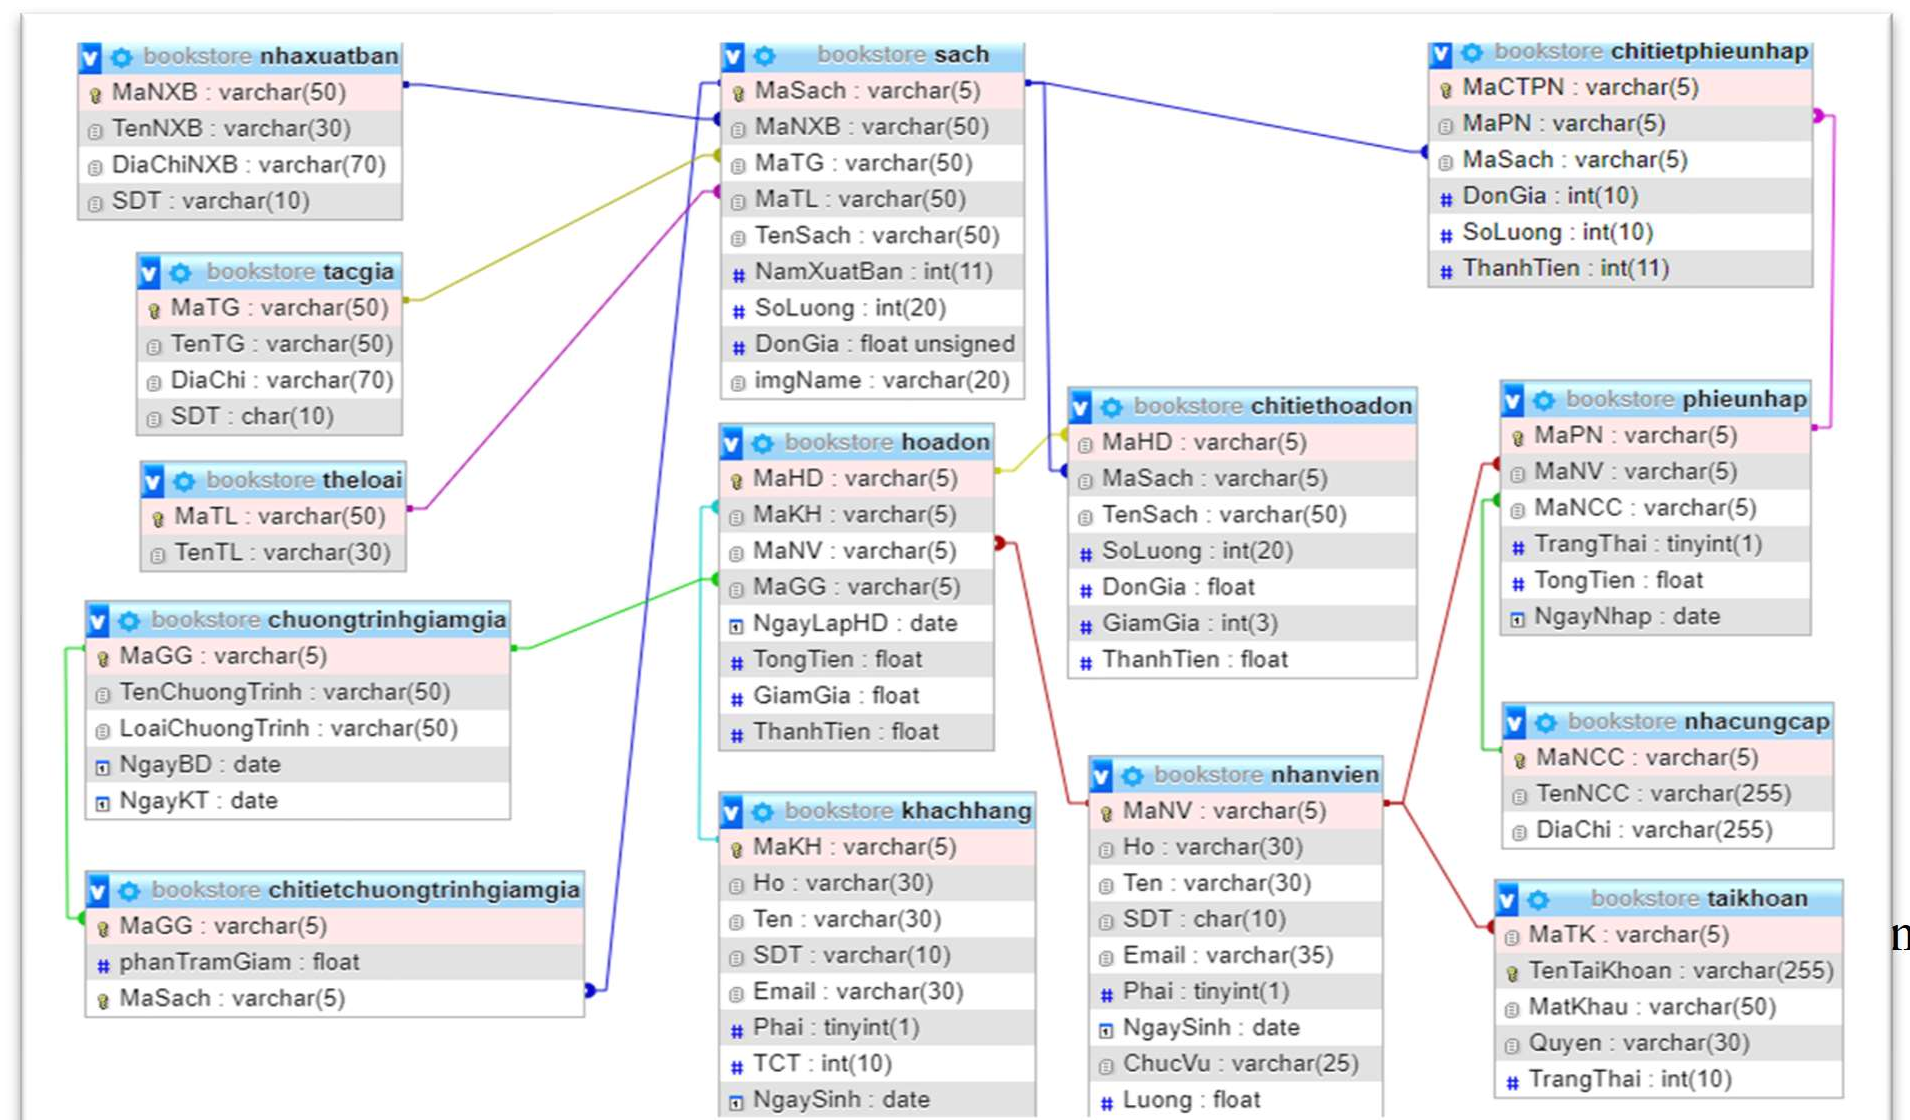 bookstore nhaxuatban
MaNXB : varchar(50)
TenNXB : varchar(30)
DiaChiNXB : varchar(70)
SDT : varchar(10)
bookstore tacgia
MaTG : varchar(50)
TenTG : varchar(50)
DiaChi : varchar(70)
SDT : char(10)
bookstore theloai
MaTL : varchar(50)
TenTL : varchar(30)
bookstore chuongtrinhgiamgia
MaGG : varchar(5)
TenChuongTrinh : varchar(50)
LoaiChuongTrinh : varchar(50)
NgayBD : date
NgayKT : date
bookstore chitietchuongtrinhgiamgia
MaGG : varchar(5)
# phanTramGiam : float
MaSach : varchar(5)
bookstore sach
MaSach : varchar(5)
MaNXB : varchar(50)
MaTG : varchar(50)
MaTL : varchar(50)
TenSach : varchar(50)
# NamXuatBan : int(11)
# SoLuong : int(20)
# DonGia : float unsigned
imgName : varchar(20)
bookstore hoadon
MaHD : varchar(5)
MaKH : varchar(5)
MaNV : varchar(5)
MaGG : varchar(5)
NgayLapHD : date
# TongTien : float
# GiamGia : float
# ThanhTien : float
bookstore khachhang
MaKH : varchar(5)
Ho : varchar(30)
Ten : varchar(30)
SDT : varchar(10)
Email : varchar(30)
# Phai : tinyint(1)
# TCT : int(10)
NgaySinh : date
bookstore chitiethoadon
MaHD : varchar(5)
MaSach : varchar(5)
TenSach : varchar(50)
# SoLuong : int(20)
# DonGia : float
# GiamGia : int(3)
# ThanhTien : float
bookstore nhanvien
MaNV : varchar(5)
Ho : varchar(30)
Ten : varchar(30)
SDT : char(10)
Email : varchar(35)
# Phai : tinyint(1)
NgaySinh : date
ChucVu : varchar(25)
# Luong : float
bookstore chitietphieunhap
MaCTPN : varchar(5)
MaPN : varchar(5)
MaSach : varchar(5)
# DonGia : int(10)
# SoLuong : int(10)
# ThanhTien : int(11)
bookstore phieunhap
MaPN : varchar(5)
MaNV : varchar(5)
MaNCC : varchar(5)
# TrangThai : tinyint(1)
# TongTien : float
NgayNhap : date
bookstore nhacungcap
MaNCC : varchar(5)
TenNCC : varchar(255)
DiaChi : varchar(255)
bookstore taikhoan
MaTK : varchar(5)
TenTaiKhoan : varchar(255)
MatKhau : varchar(50)
Quyen : varchar(30)
# TrangThai : int(10)